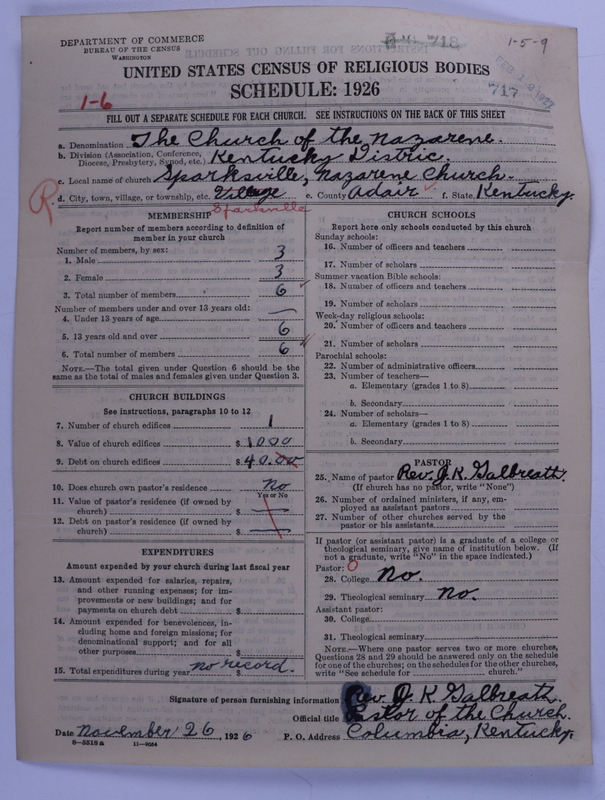 DEPARTMENT OF COMMERCE
BUREAU OF THE CENSUS
WASHINGTON
718
1-5-9
717
UNITED STATES CENSUS OF RELIGIOUS BODIES
SCHEDULE: 1926
1-6
FILL OUT A SEPARATE SCHEDULE FOR EACH CHURCH. SEE INSTRUCTIONS ON THE BACK OF THIS SHEET
a. Denomination The Church of the Nazarene.
b. Division (Association, Conference, Diocese, Presbytery, Synod, etc.) Kentucky Distric.
c. Local name of church Sparksville, Nazarene Church.
d. City, town, village, or township, etc. Village e. County Adair f. State Kentucky.
Sparksville
MEMBERSHIP
Report number of members according to definition of
member in your church
Number of members, by sex:
1. Male 3
2. Female 3
3. Total number of members 6
Number of members under and over 13 years old:
4. Under 13 years of age —
5. 13 years old and over 6
6. Total number of members 6
NOTE.—The total given under Question 6 should be the
same as the total of males and females given under Question 3.
CHURCH BUILDINGS
See instructions, paragraphs 10 to 12
7. Number of church edifices 1
8. Value of church edifices $1000
9. Debt on church edifices $40.00
10. Does church own pastor's residence No
Yes or No
11. Value of pastor's residence (if owned by
church) $ —
12. Debt on pastor's residence (if owned by
church) $ —
EXPENDITURES
Amount expended by your church during last fiscal year
13. Amount expended for salaries, repairs,
and other running expenses; for im-
provements or new buildings; and for
payments on church debt $
14. Amount expended for benevolences, in-
cluding home and foreign missions; for
denominational support; and for all
other purposes $
15. Total expenditures during year $ no record.
CHURCH SCHOOLS
Report here only schools conducted by this church
Sunday schools:
16. Number of officers and teachers
17. Number of scholars
Summer vacation Bible schools:
18. Number of officers and teachers
19. Number of scholars
Week-day religious schools:
20. Number of officers and teachers
21. Number of scholars
Parochial schools:
22. Number of administrative officers
23. Number of teachers—
a. Elementary (grades 1 to 8)
b. Secondary
24. Number of scholars—
a. Elementary (grades 1 to 8)
b. Secondary
PASTOR
25. Name of pastor Rev. J. K. Galbreath.
(If church has no pastor, write "None")
26. Number of ordained ministers, if any, em-
ployed as assistant pastors
27. Number of other churches served by the
pastor or his assistants
If pastor (or assistant pastor) is a graduate of a college or
theological seminary, give name of institution below. (If
not a graduate, write "No" in the space indicated.)
Pastor: 0
28. College No.
29. Theological seminary No.
Assistant pastor:
30. College
31. Theological seminary
NOTE.—Where one pastor serves two or more churches,
Questions 28 and 29 should be answered only on the schedule
for one of the churches; on the schedules for the other churches,
write "See schedule for church."
Signature of person furnishing information Rev. J. K. Galbreath.
Official title Pastor of the Church.
Date November 26, 1926 P. O. Address Columbia, Kentucky.
8—5518a 11—9054